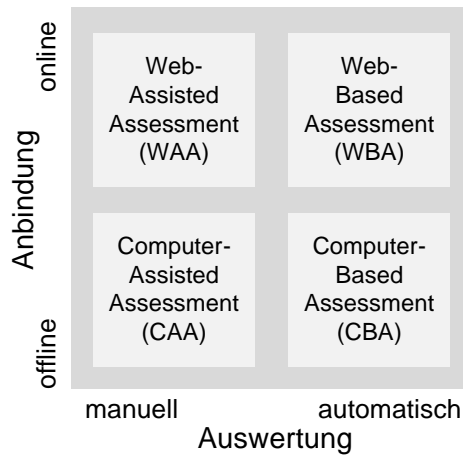 online
Anbindung
offline
Web-
Assisted
Assessment
(WAA)
Web-
Based
Assessment
(WBA)
Computer-
Assisted
Assessment
(CAA)
Computer-
Based
Assessment
(CBA)
manuell
automatisch
Auswertung